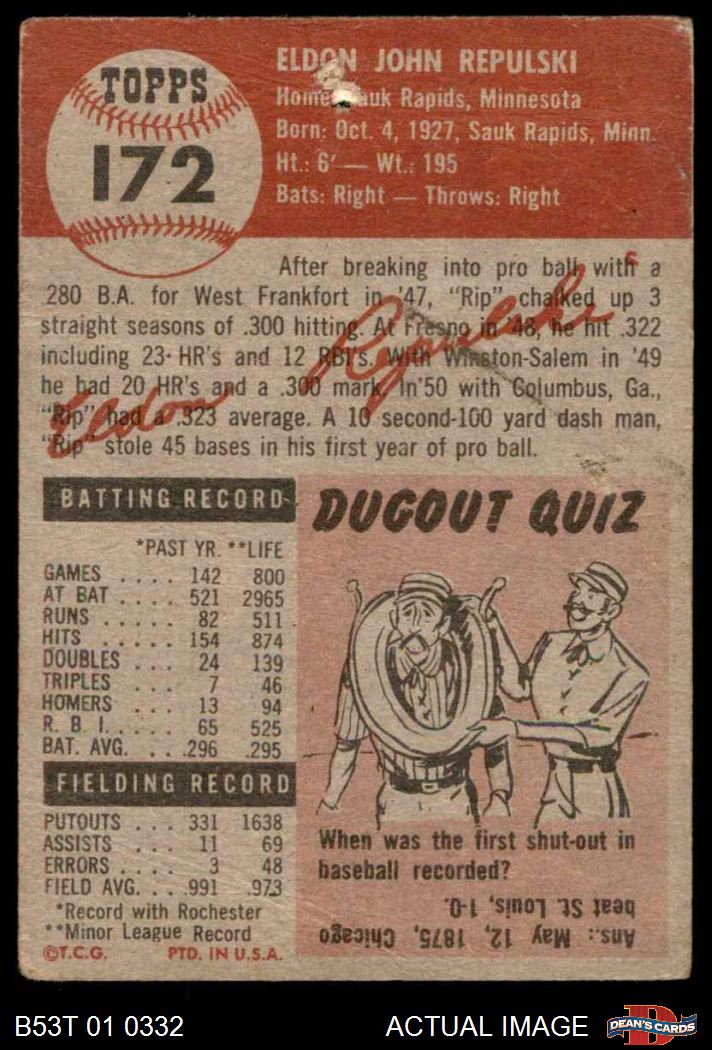 TOPPS
172
ELDON JOHN REPULSKI
Home: Sauk Rapids, Minnesota
Born: Oct. 4, 1927, Sauk Rapids, Minn.
Ht.: 6' — Wt.: 195
Bats: Right — Throws: Right
After breaking into pro ball with a
.280 B.A. for West Frankfort in '47, "Rip" chalked up 3
straight seasons of .300 hitting. At Fresno in '48, he hit .322
including 23 HR's and 12 RBI's. With Winston-Salem in '49
he had 20 HR's and a .300 mark. In '50 with Columbus, Ga.,
"Rip" had a .323 average. A 10 second-100 yard dash man,
"Rip" stole 45 bases in his first year of pro ball.
Eldon Repulski
BATTING RECORD
*PAST YR. **LIFE
GAMES . . . . 142 800
AT BAT . . . . 521 2965
RUNS . . . . . 82 511
HITS . . . . . 154 874
DOUBLES . . . 24 139
TRIPLES . . . 7 46
HOMERS . . . 13 94
R. B. I. . . . . 65 525
BAT. AVG. . . .296 .295
FIELDING RECORD
PUTOUTS . . . 331 1638
ASSISTS . . . 11 69
ERRORS . . . . 3 48
FIELD AVG. . . .991 .973
*Record with Rochester
**Minor League Record
©T.C.G. PTD. IN U.S.A.
DUGOUT QUIZ
When was the first shut-out in
baseball recorded?
Ans.: May 12, 1875, Chicago
beat St. Louis, 1-0.
B53T 01 0332
ACTUAL IMAGE
D
DEAN'S CARDS